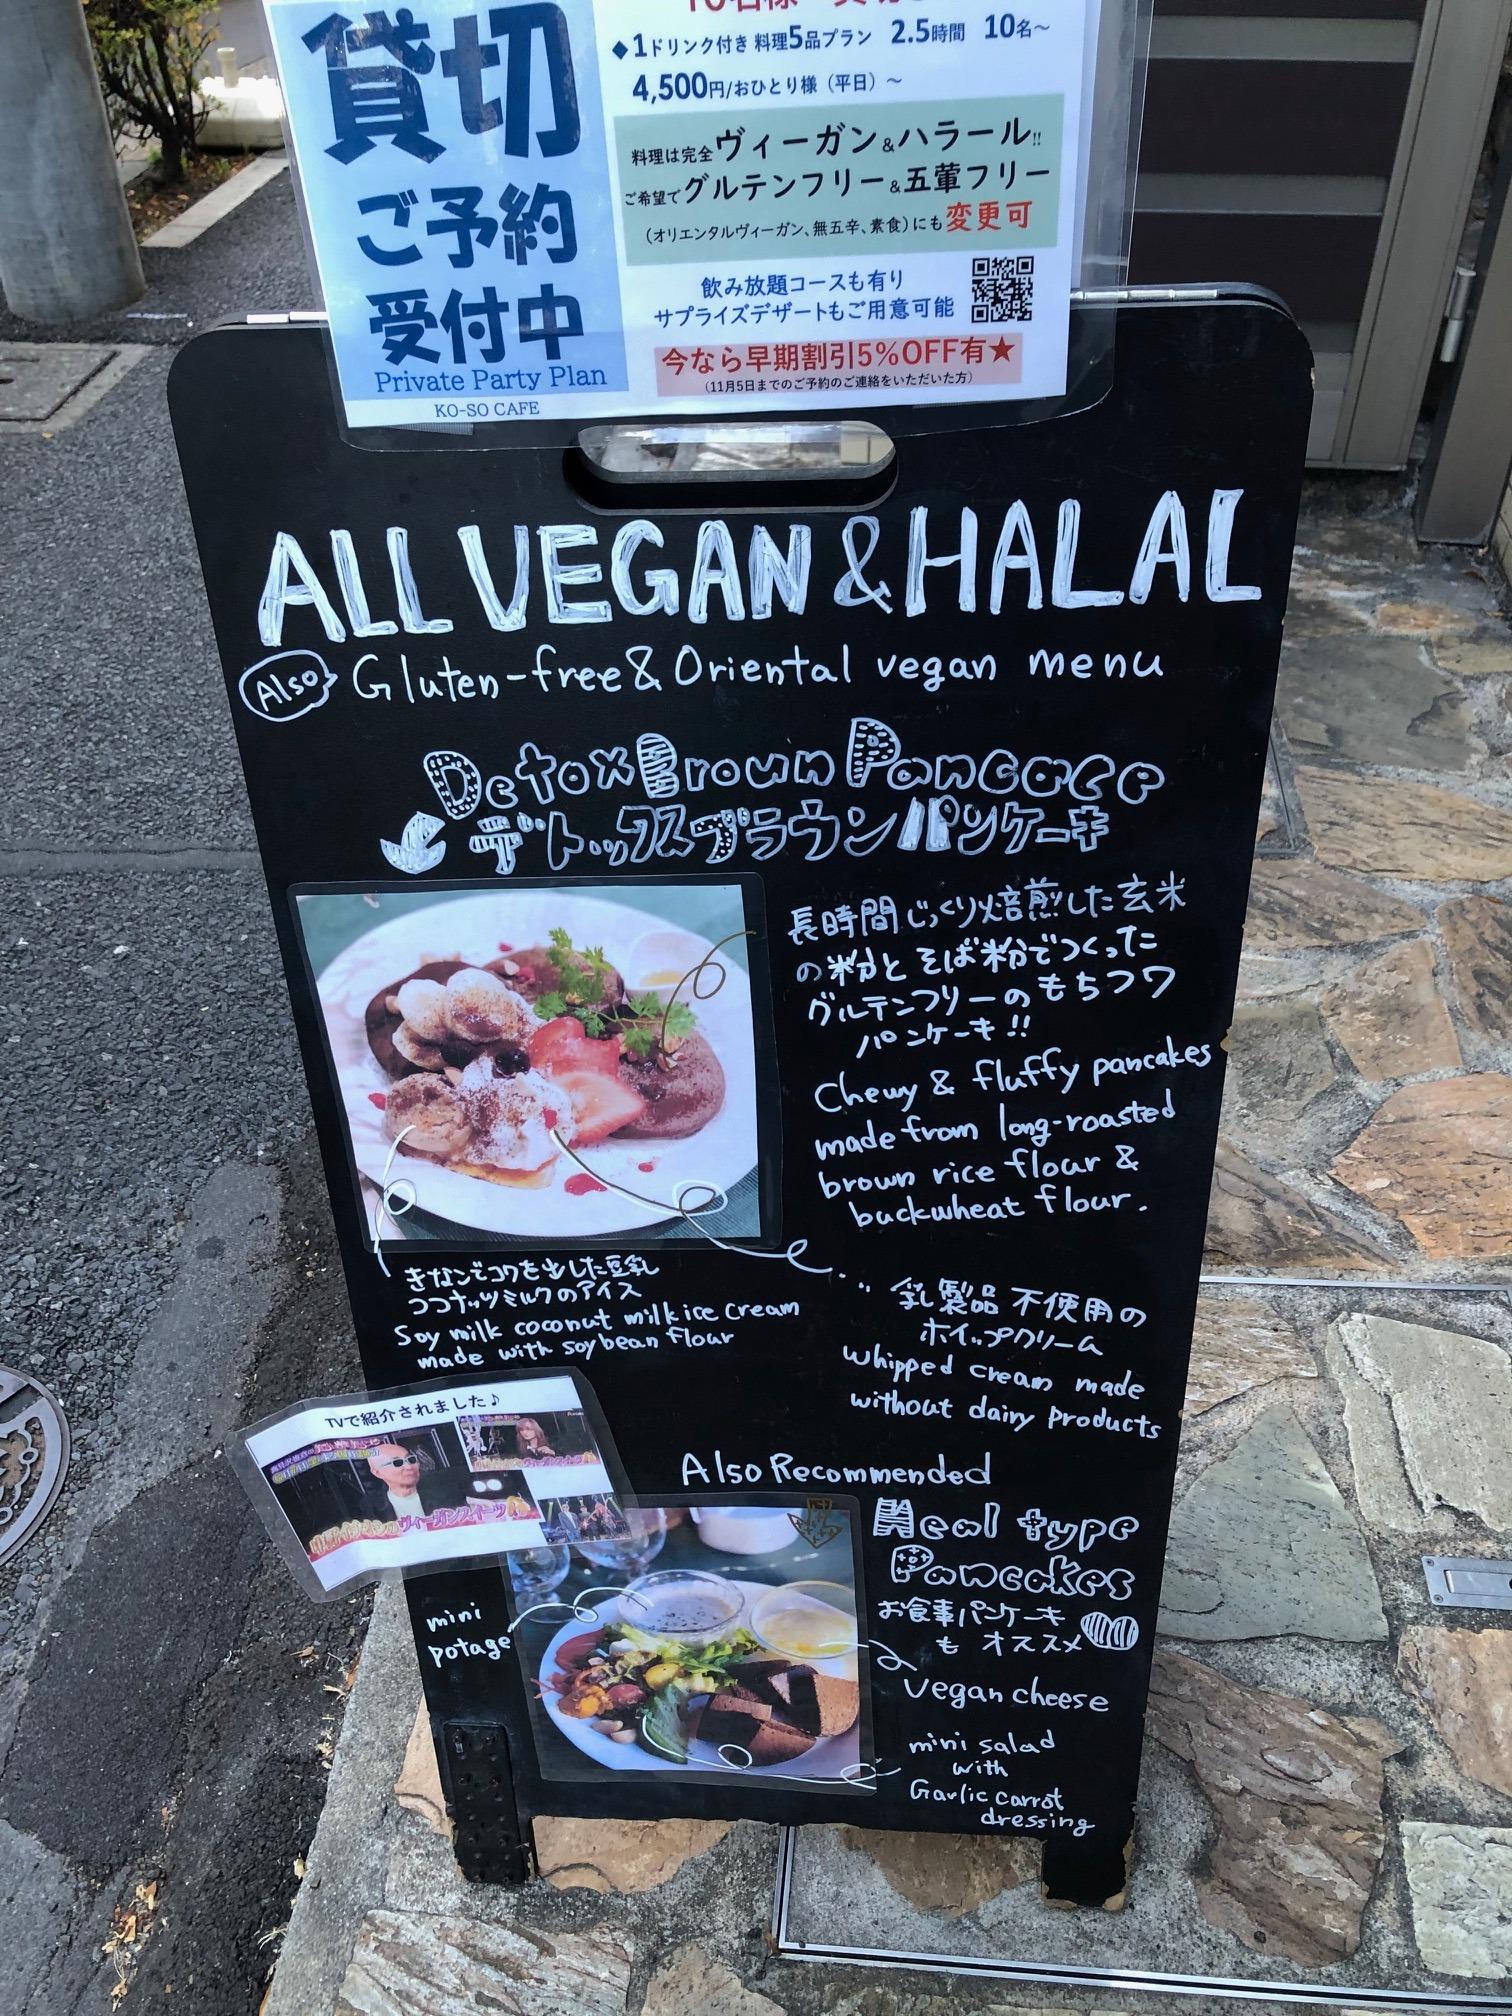 貸切
ご予約
受付中
Private Party Plan
KO-SO CAFE
◆1ドリンク付き 料理5品プラン 2.5時間 10名～
4,500円/おひとり様（平日）～
料理は完全ヴィーガン&ハラール!!
ご希望でグルテンフリー&五葷フリー
（オリエンタルヴィーガン、無五辛、素食）にも変更可
飲み放題コースも有り
サプライズデザートもご用意可能
今なら早期割引5%OFF有★
（11月5日までのご予約のご連絡をいただいた方）
ALL VEGAN & HALAL
Also Gluten-free & Oriental vegan menu
Detox Broun Pancace
デトックスブラウンパンケーキ
長時間じっくり焙煎した玄米
の粉とそば粉でつくった
グルテンフリーのもちフワ
パンケーキ!!
Chewy & fluffy pancakes
made from long-roasted
brown rice flour &
buckwheat flour.
きなこでコクを出した豆乳
ココナッツミルクのアイス
Soy milk coconut milk ice cream
made with soybean flour
... 乳製品不使用の
ホイップクリーム
whipped cream made
without dairy products
TVで紹介されました♪
ヴィーガンスイーツ
Also Recommended
Meal type
Pancakes
お食事パンケーキ
も オススメ
mini
potage
vegan cheese
mini salad
with
Garlic carrot
dressing